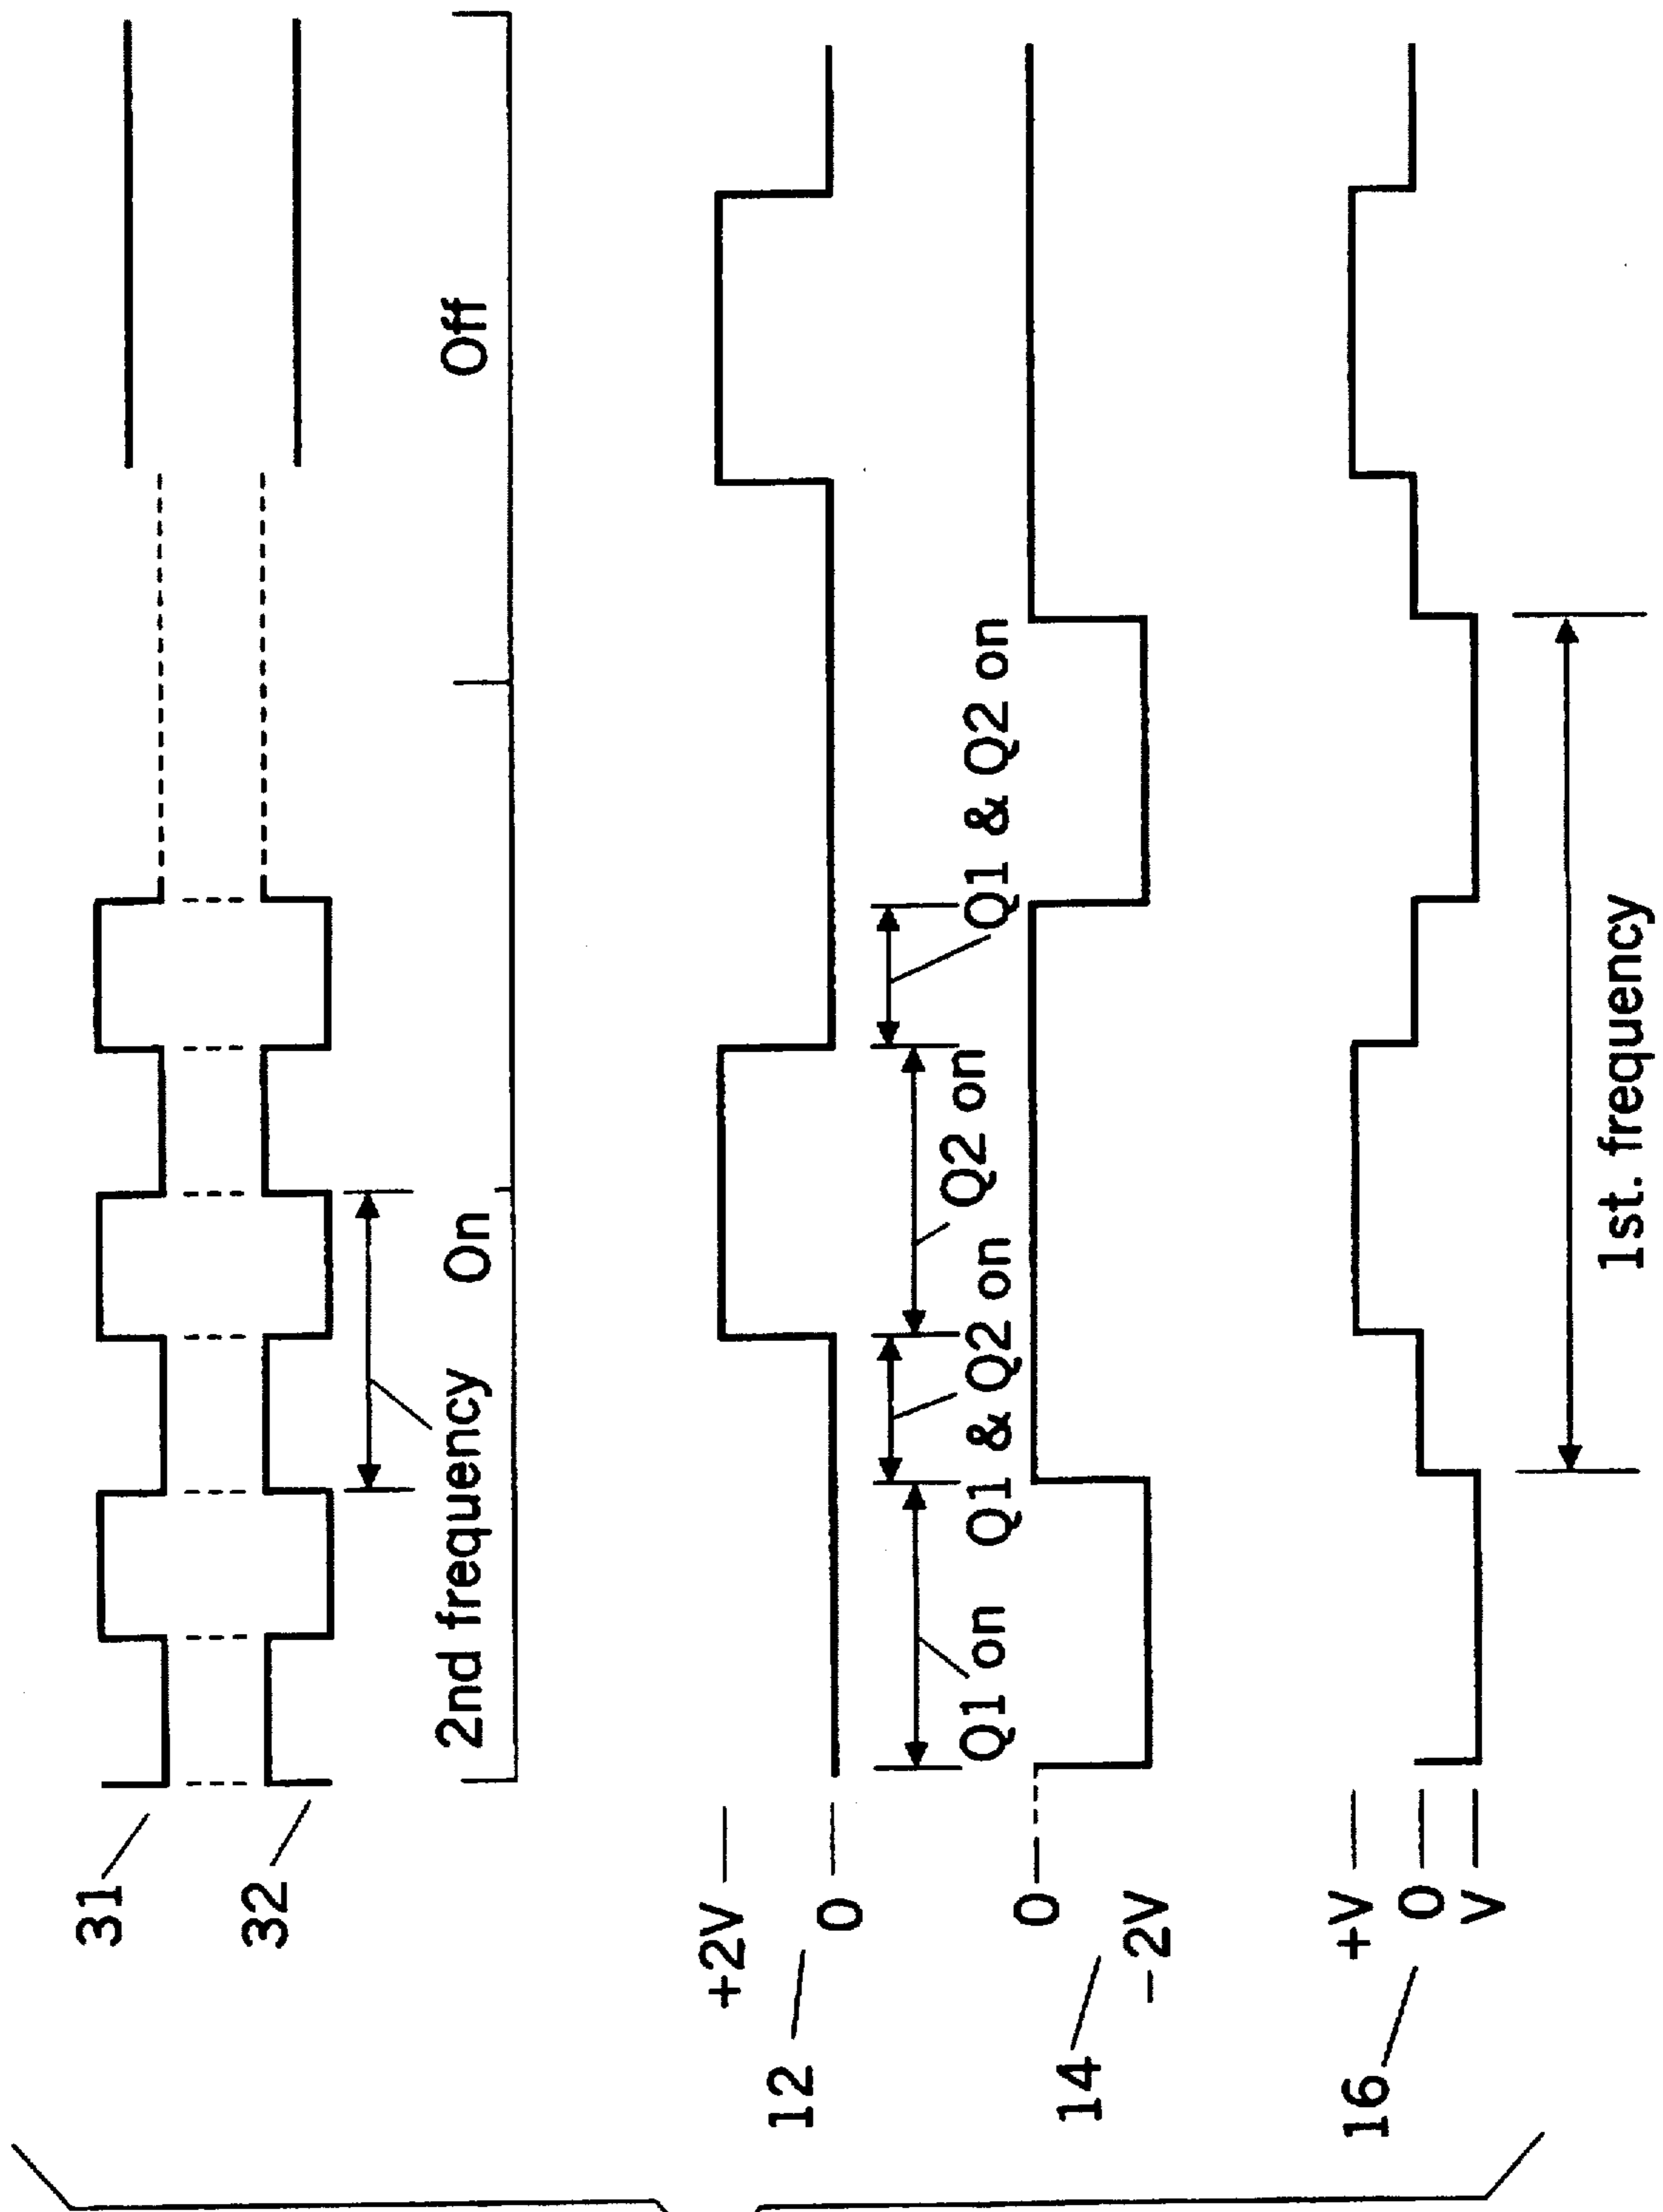 31
32
2nd frequency
On
Off
+2V
12
0
Q1 on
Q1 & Q2 on
Q2 on
Q1 & Q2 on
0
14
-2V
+V
16
0
V
1st. frequency